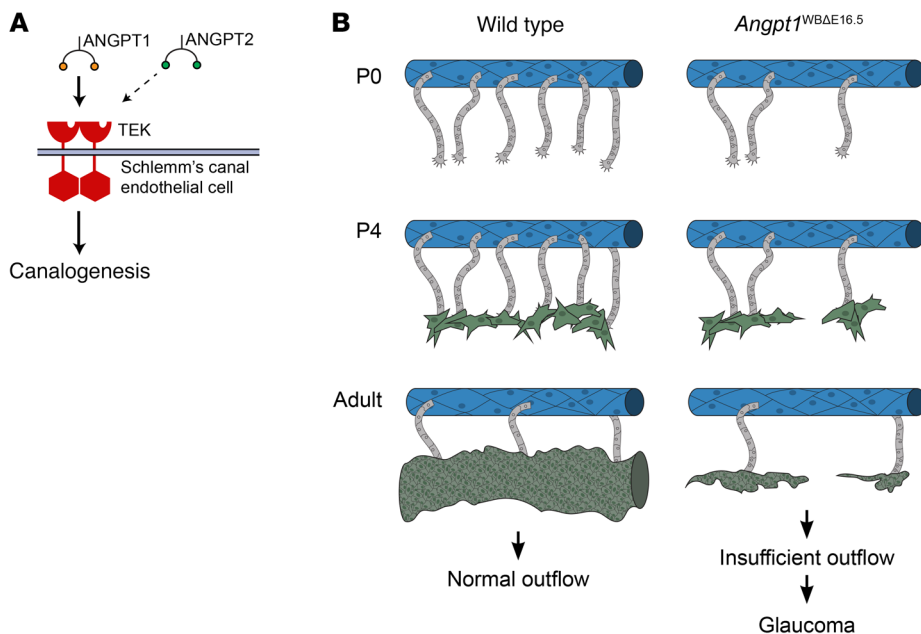 A
ANGPT1
ANGPT2
TEK
Schlemm's canal
endothelial cell
Canalogenesis
B
Wild type
Angpt1WBΔE16.5
P0
P4
Adult
Normal outflow
Insufficient outflow
Glaucoma